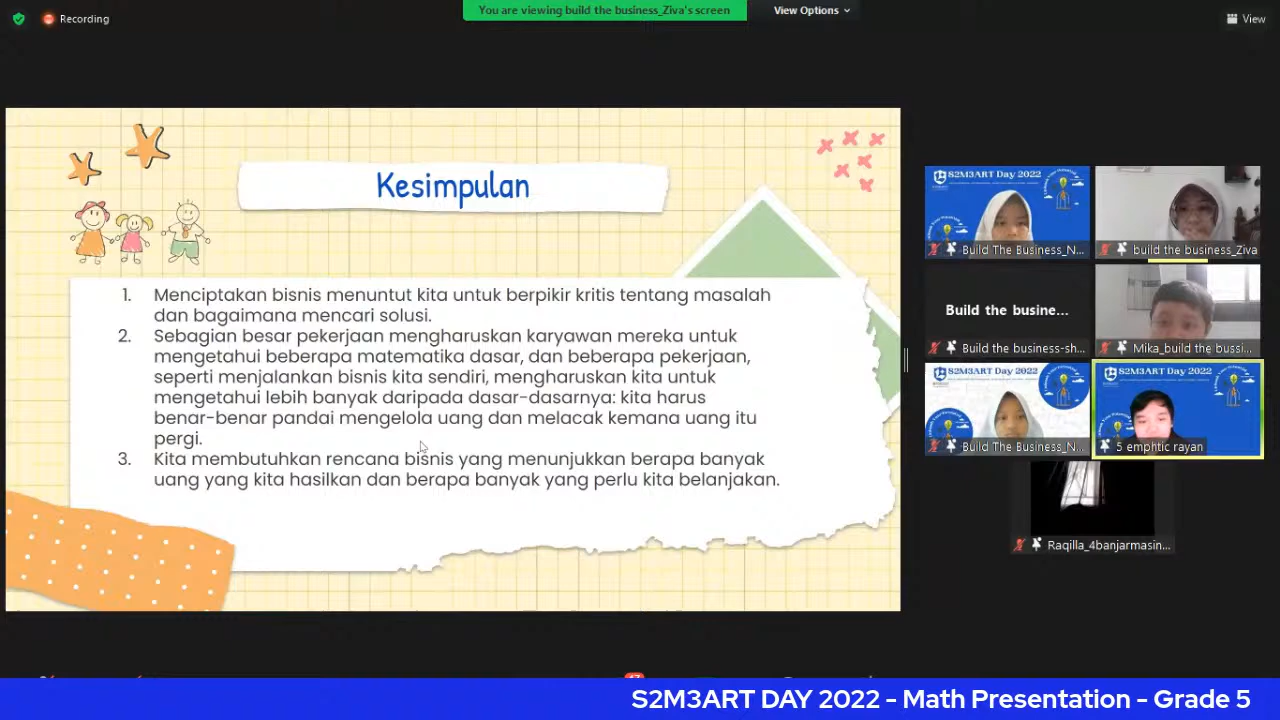 Recording
You are viewing build the business_Ziva's screen
View Options
View
Kesimpulan
1. Menciptakan bisnis menuntut kita untuk berpikir kritis tentang masalah
dan bagaimana mencari solusi.
2. Sebagian besar pekerjaan mengharuskan karyawan mereka untuk
mengetahui beberapa matematika dasar, dan beberapa pekerjaan,
seperti menjalankan bisnis kita sendiri, mengharuskan kita untuk
mengetahui lebih banyak daripada dasar-dasarnya: kita harus
benar-benar pandai mengelola uang dan melacak kemana uang itu
pergi.
3. Kita membutuhkan rencana bisnis yang menunjukkan berapa banyak
uang yang kita hasilkan dan berapa banyak yang perlu kita belanjakan.
S2M3ART Day 2022
Build The Business_N...
build the business_Ziva
Build the busine...
Build the business-sh...
Mika_build the bussi...
S2M3ART Day 2022
Build The Business_N...
S2M3ART Day 2022
5 emphtic rayan
Raqilla_4banjarmasin...
S2M3ART DAY 2022 - Math Presentation - Grade 5